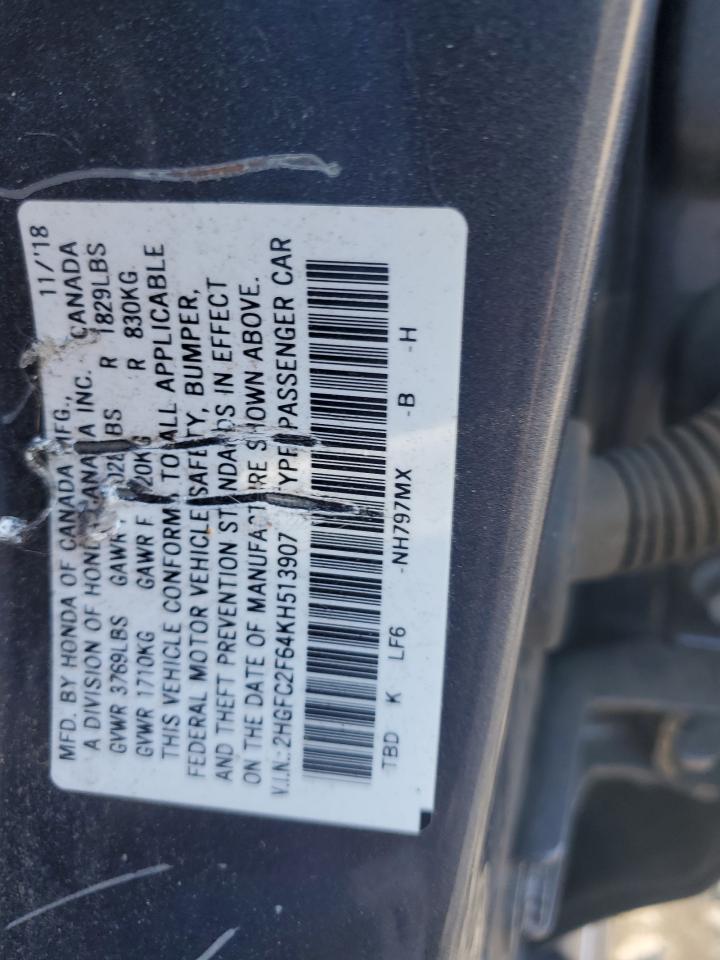 MFD. BY HONDA OF CANADA MFG., 11/'18
A DIVISION OF HONDA CANADA INC. CANADA
GVWR 3769LBS GAWR LBS R 1829LBS
GVWR 1710KG GAWR F KG R 830KG
THIS VEHICLE CONFORM TO ALL APPLICABLE
FEDERAL MOTOR VEHICLE SAFETY, BUMPER,
AND THEFT PREVENTION STANDARDS IN EFFECT
ON THE DATE OF MANUFACTURE SHOWN ABOVE.
V.I.N.: 2HGFC2F64KH513907 TYPE: PASSENGER CAR
TBD K LF6 -NH797MX -B -H